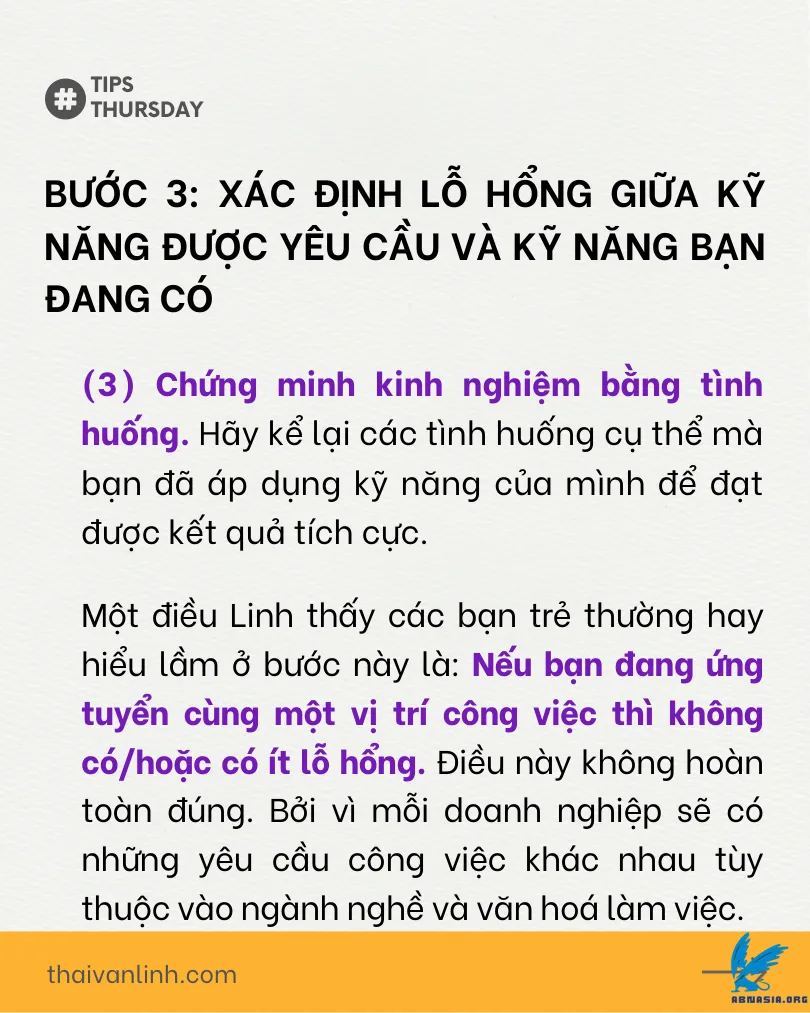 #
TIPS
THURSDAY
BƯỚC 3: XÁC ĐỊNH LỖ HỔNG GIỮA KỸ
NĂNG ĐƯỢC YÊU CẦU VÀ KỸ NĂNG BẠN
ĐANG CÓ
(3) Chứng minh kinh nghiệm bằng tình
huống. Hãy kể lại các tình huống cụ thể mà
bạn đã áp dụng kỹ năng của mình để đạt
được kết quả tích cực.
Một điều Linh thấy các bạn trẻ thường hay
hiểu lầm ở bước này là: Nếu bạn đang ứng
tuyển cùng một vị trí công việc thì không
có/hoặc có ít lỗ hổng. Điều này không hoàn
toàn đúng. Bởi vì mỗi doanh nghiệp sẽ có
những yêu cầu công việc khác nhau tùy
thuộc vào ngành nghề và văn hoá làm việc.
thaivanlinh.com
ABNASIA.ORG